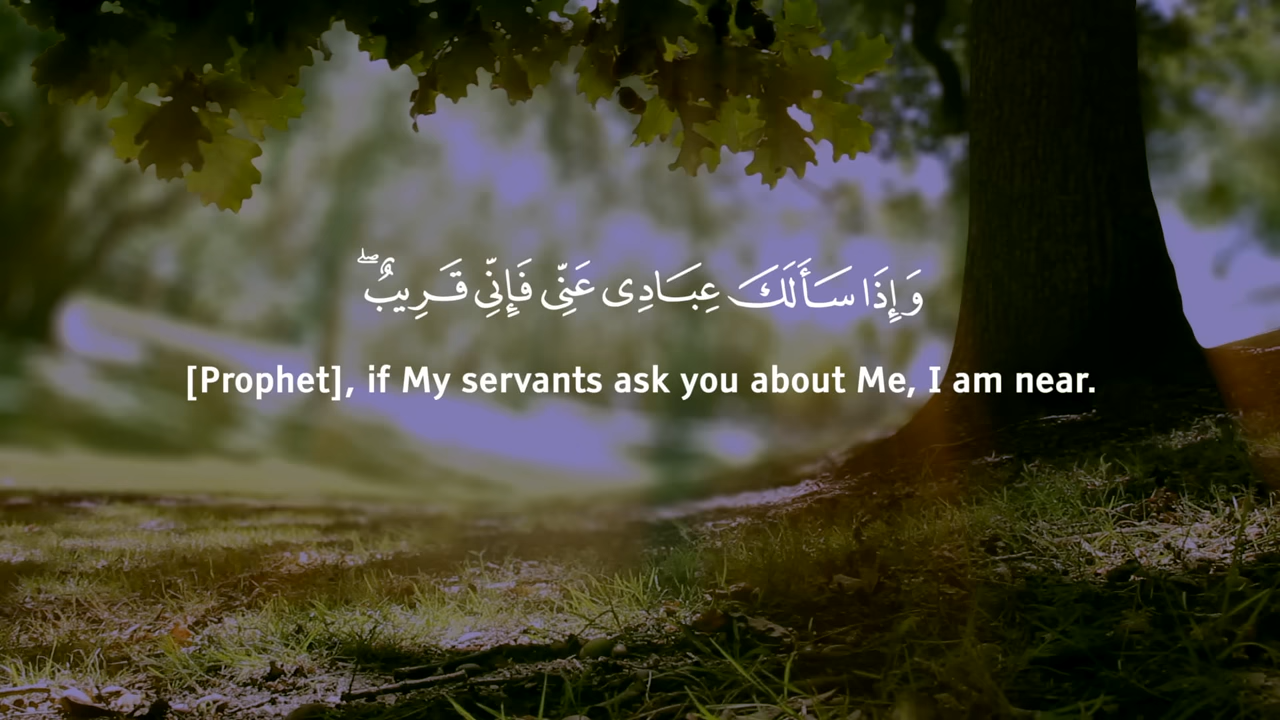 وَإِذَا سَأَلَكَ عِبَادِى عَنِّى فَإِنِّى قَرِيبٌ ۖ
[Prophet], if My servants ask you about Me, I am near.